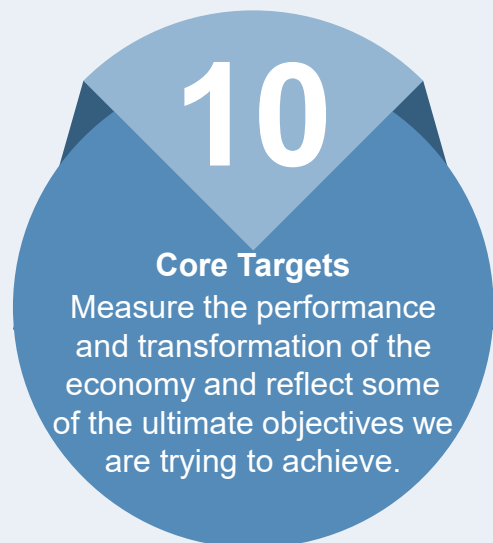 10
Core Targets
Measure the performance
and transformation of the
economy and reflect some
of the ultimate objectives we
are trying to achieve.